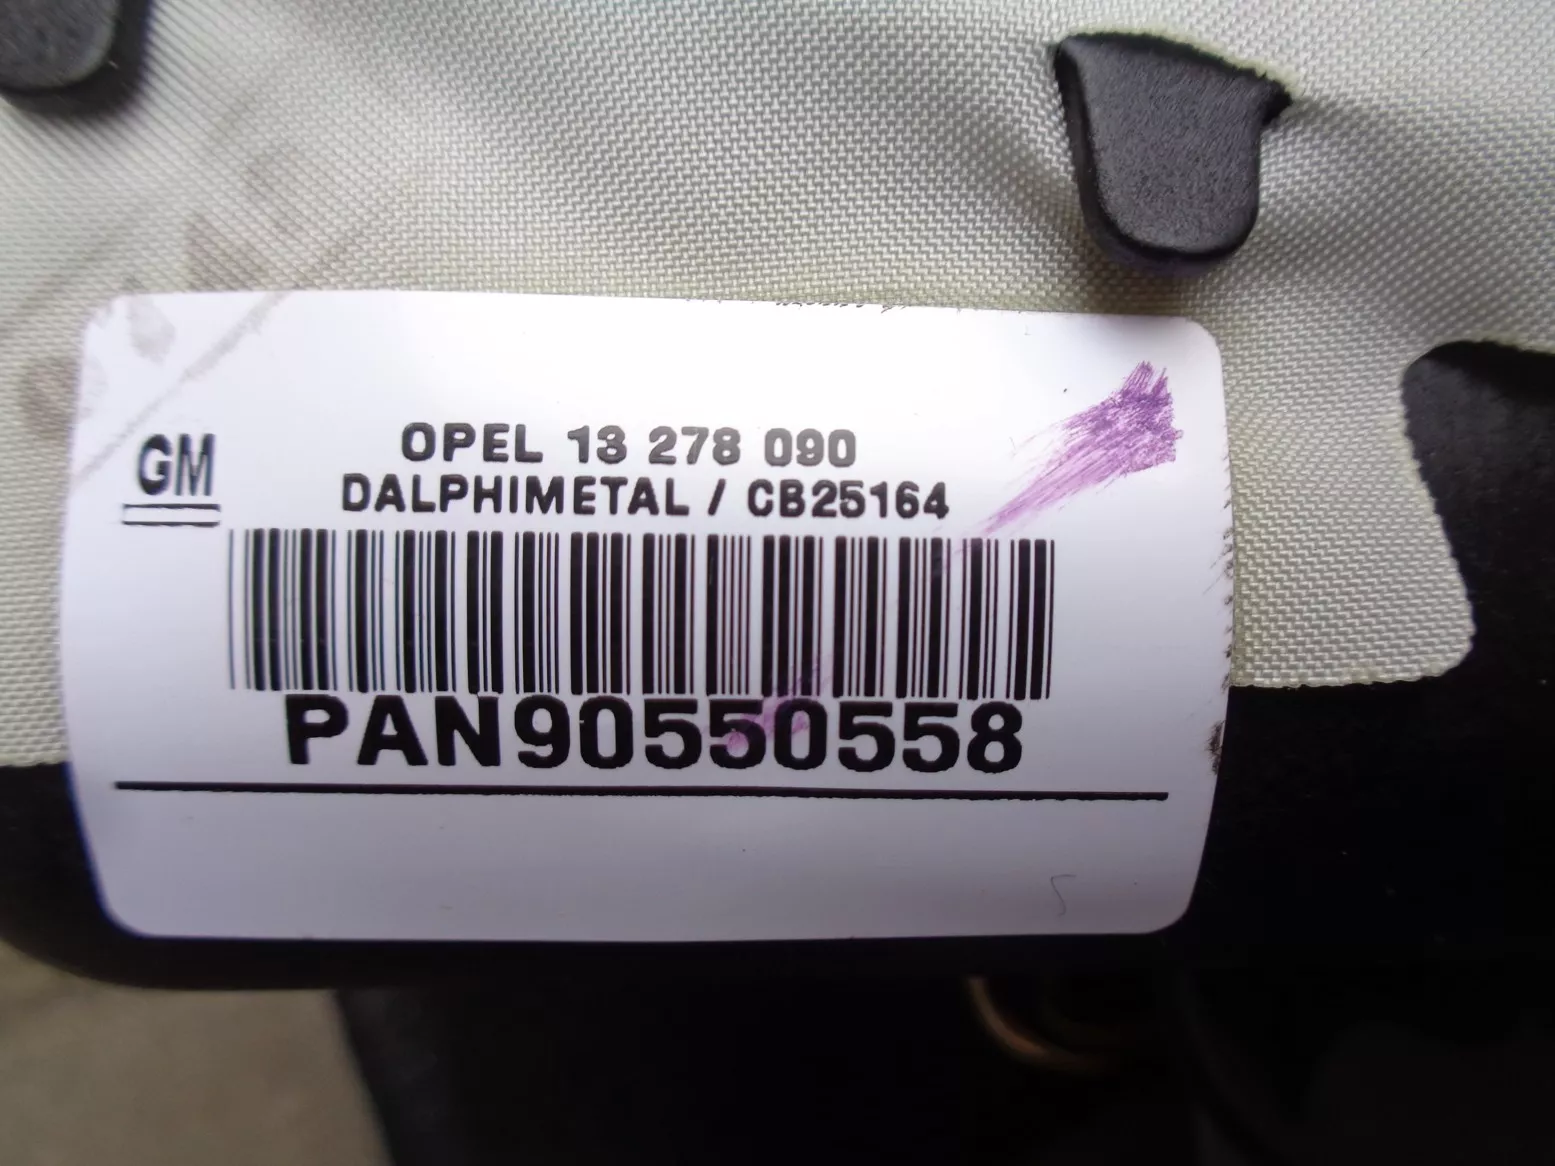 OPEL 13 278 090
GM
DALPHIMETAL / CB25164
PAN90550558